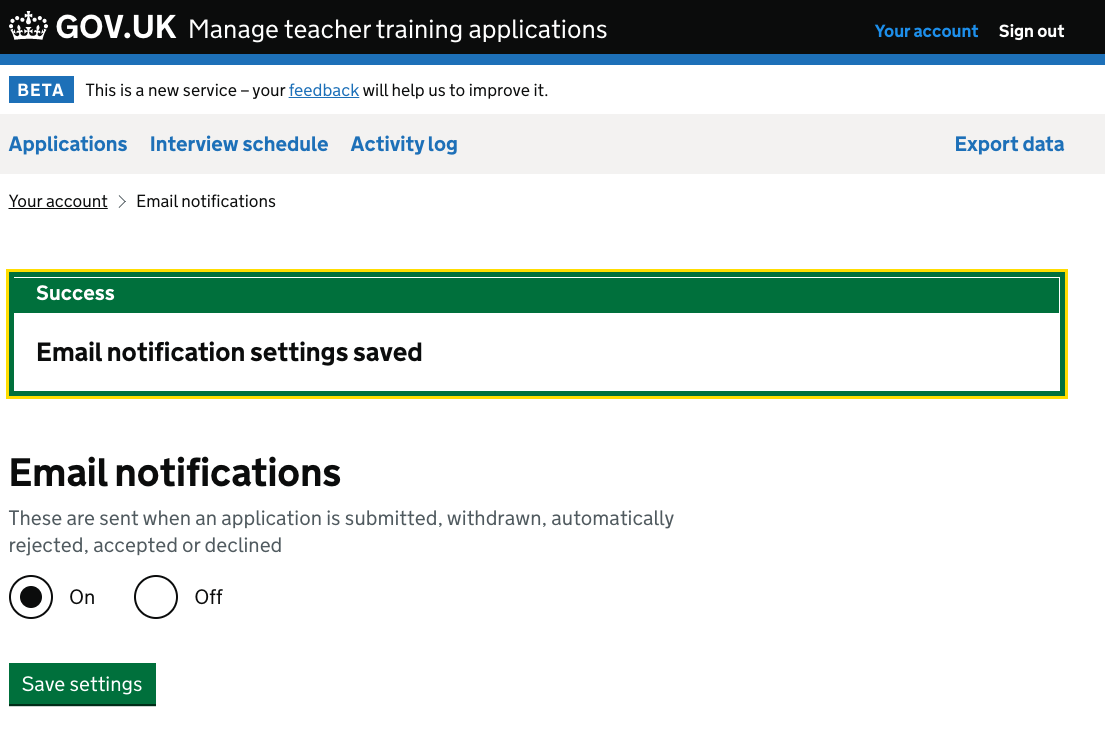 GOV.UK Manage teacher training applications Your account Sign out
BETA This is a new service – your feedback will help us to improve it.
Applications Interview schedule Activity log Export data
Your account Email notifications
Success
Email notification settings saved
Email notifications
These are sent when an application is submitted, withdrawn, automatically
rejected, accepted or declined
On Off
Save settings